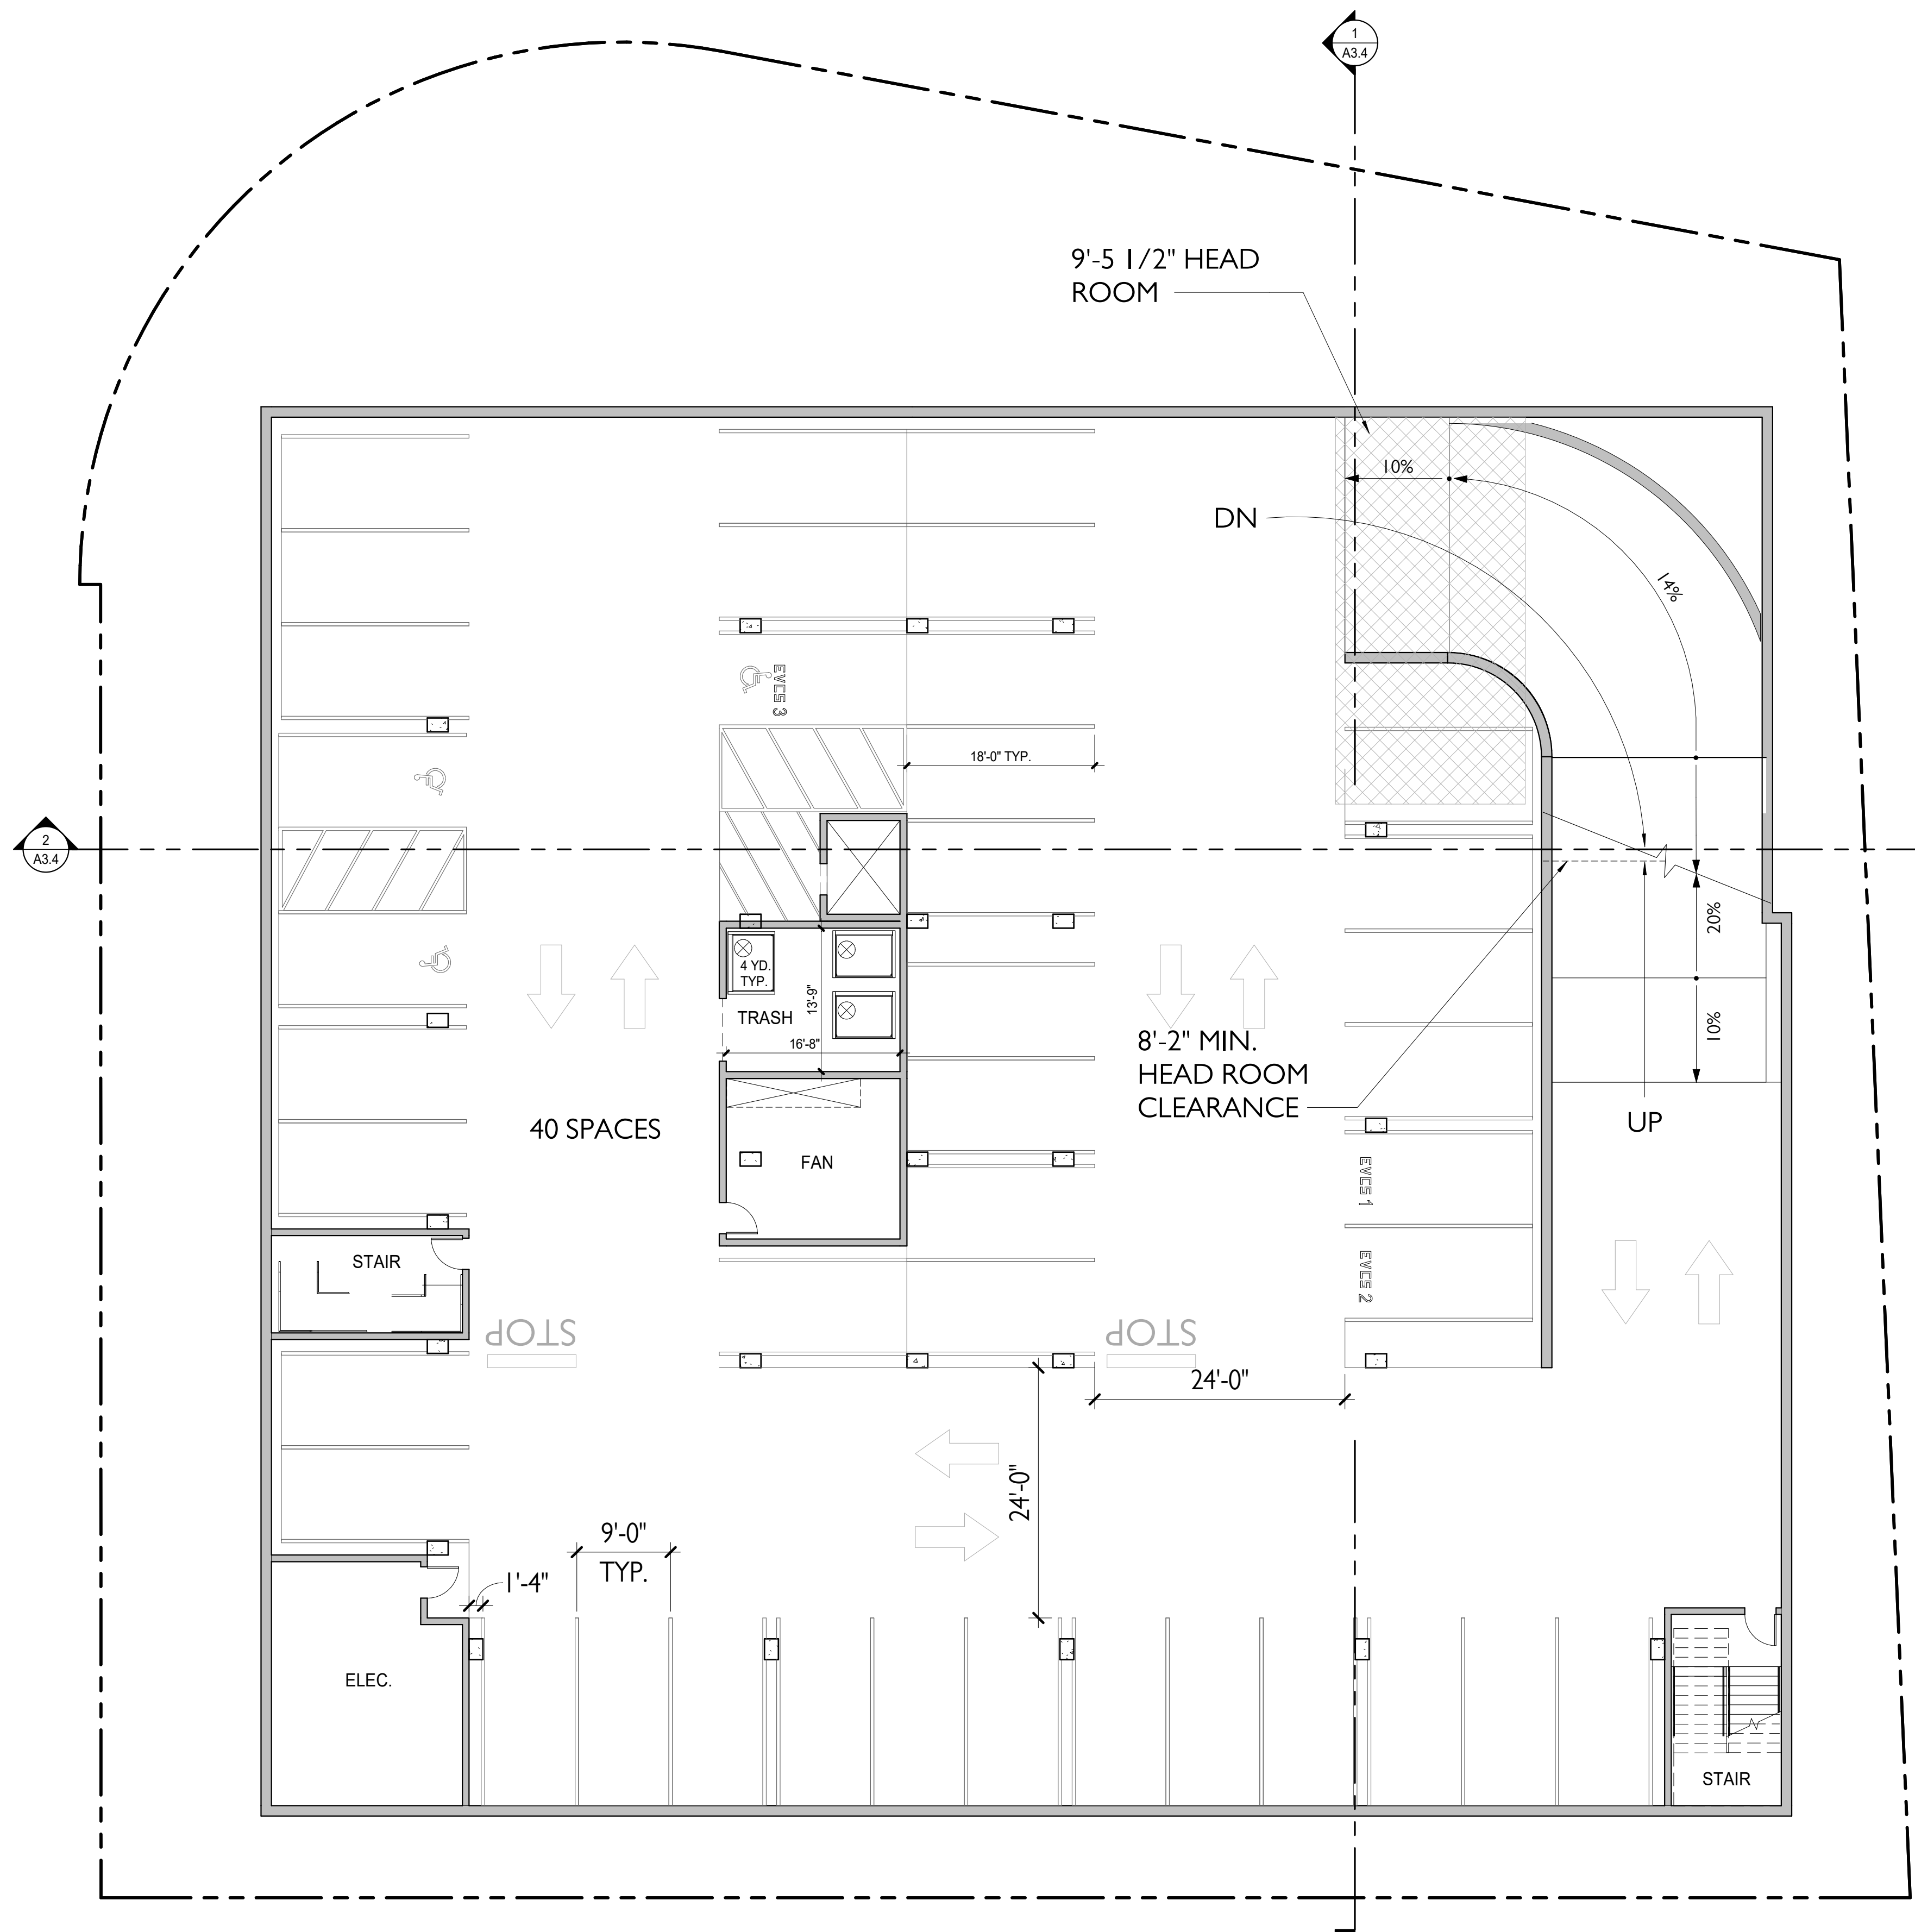 1
A3.4
9'-5 1/2" HEAD
ROOM
10%
DN
14%
EVCS 3
18'-0" TYP.
2
A3.4
20%
4 YD.
TYP.
13'-9"
TRASH
16'-8"
10%
8'-2" MIN.
HEAD ROOM
CLEARANCE
UP
40 SPACES
FAN
EVCS 1
STAIR
EVCS 2
STOP
STOP
24'-0"
24'-0"
9'-0"
TYP.
1'-4"
ELEC.
STAIR